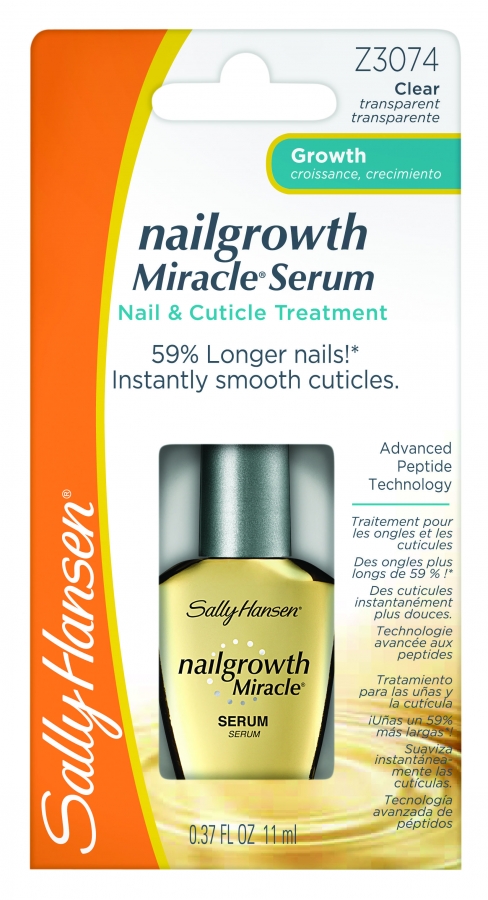 Z3074
Clear
transparent
transparente
Growth
croissance, crecimiento
nailgrowth
Miracle® Serum
Nail & Cuticle Treatment
59% Longer nails!*
Instantly smooth cuticles.
Advanced
Peptide
Technology
Traitement pour
les ongles et les
cuticules
Des ongles plus
longs de 59 % !*
Des cuticules
instantanément
plus douces.
Technologie
avancée aux
peptides
Tratamiento
para las uñas y
la cutícula
¡Uñas un 59%
más largas*!
Suaviza
instantánea-
mente las
cutículas.
Tecnología
avanzada de
péptidos
Sally Hansen®
Sally Hansen®
nailgrowth
Miracle®
SERUM
SERUM
0.37 FL OZ 11 ml